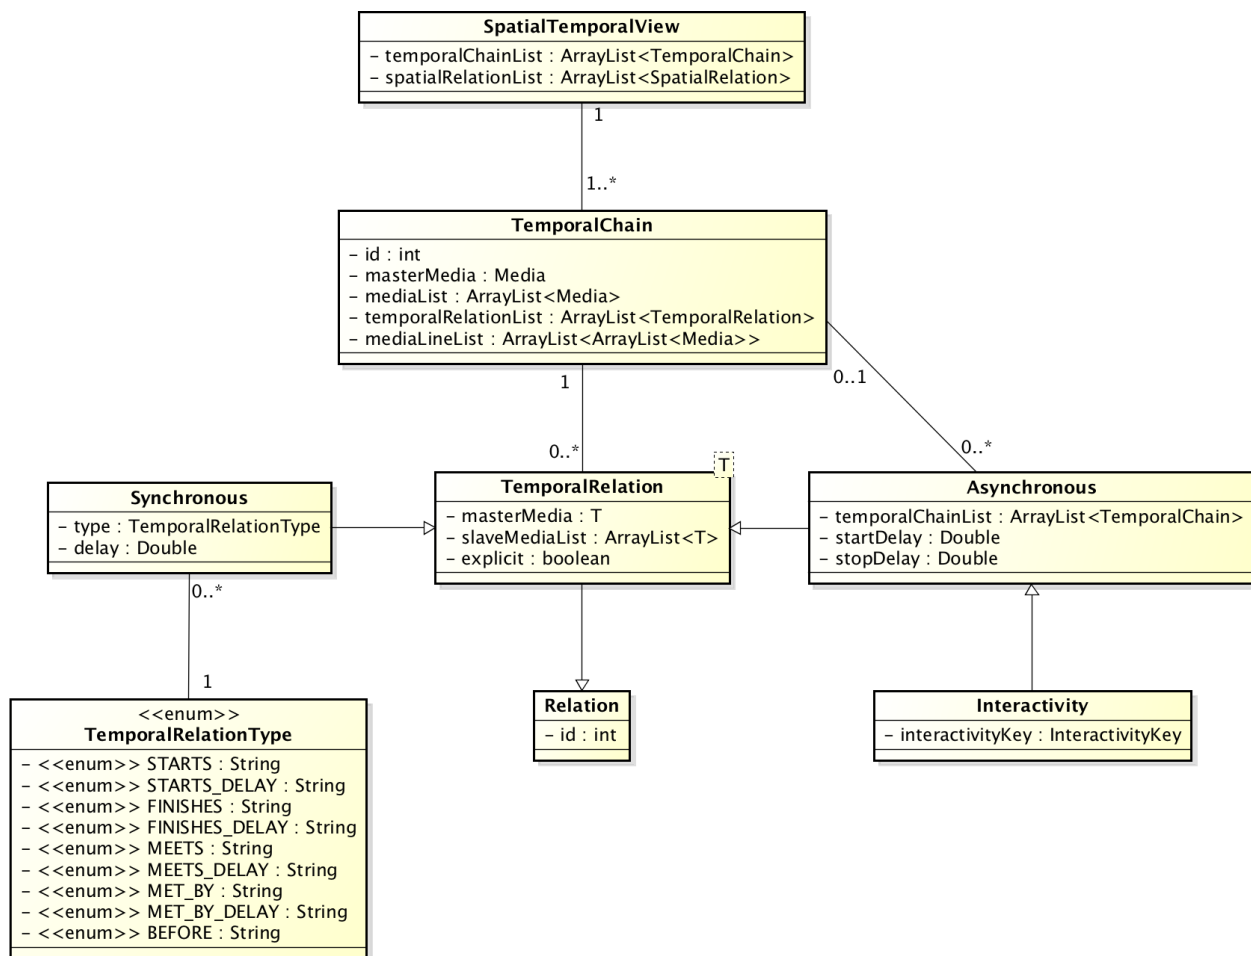 SpatialTemporalView
- temporalChainList : ArrayList<TemporalChain>
- spatialRelationList : ArrayList<SpatialRelation>
1
1..*
TemporalChain
- id : int
- masterMedia : Media
- mediaList : ArrayList<Media>
- temporalRelationList : ArrayList<TemporalRelation>
- mediaLineList : ArrayList<ArrayList<Media>>
1
0..1
0..*
0..*
T
TemporalRelation
- masterMedia : T
- slaveMediaList : ArrayList<T>
- explicit : boolean
Asynchronous
- temporalChainList : ArrayList<TemporalChain>
- startDelay : Double
- stopDelay : Double
Synchronous
- type : TemporalRelationType
- delay : Double
0..*
1
Relation
- id : int
Interactivity
- interactivityKey : InteractivityKey
<<enum>>
TemporalRelationType
- <<enum>> STARTS : String
- <<enum>> STARTS_DELAY : String
- <<enum>> FINISHES : String
- <<enum>> FINISHES_DELAY : String
- <<enum>> MEETS : String
- <<enum>> MEETS_DELAY : String
- <<enum>> MET_BY : String
- <<enum>> MET_BY_DELAY : String
- <<enum>> BEFORE : String